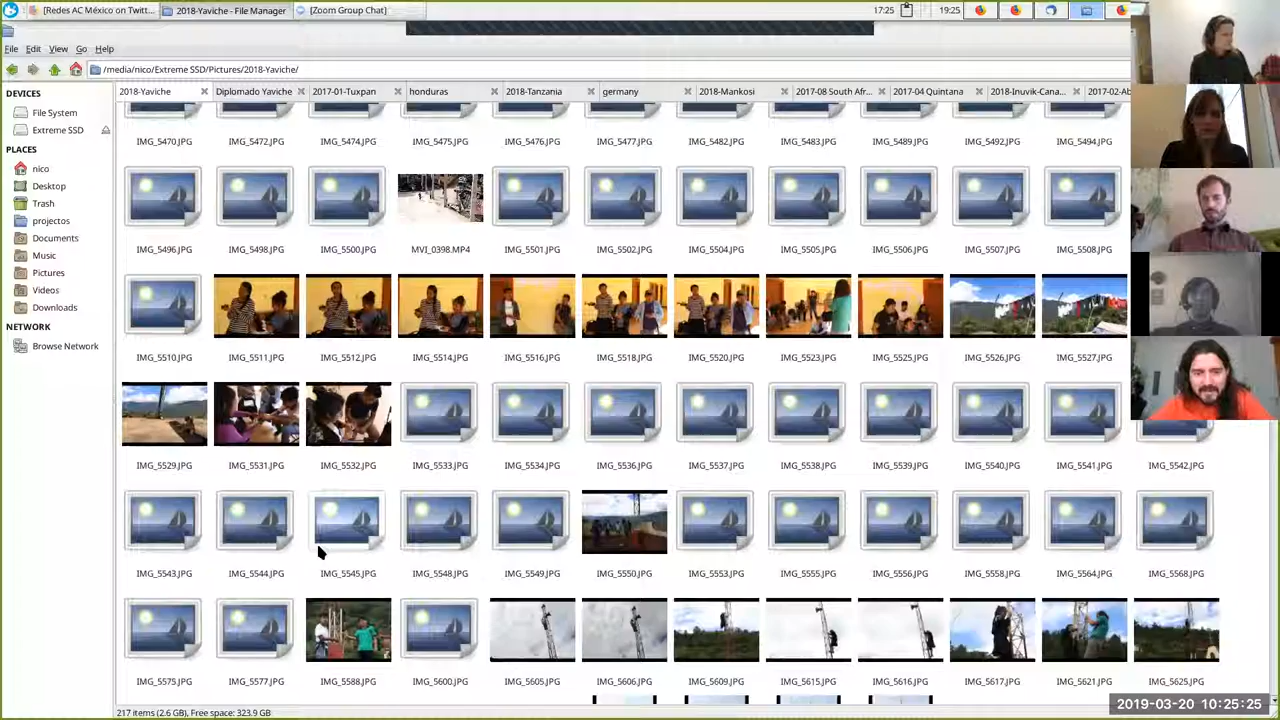 [Redes AC México on Twitt...
2018-Yaviche - File Manager
[Zoom Group Chat]
17:25
19:25
File Edit View Go Help
/media/nico/Extreme SSD/Pictures/2018-Yaviche/
DEVICES
File System
Extreme SSD
PLACES
nico
Desktop
Trash
projectos
Documents
Music
Pictures
Videos
Downloads
NETWORK
Browse Network
2018-Yaviche Diplomado Yaviche 2017-01-Tuxpan honduras 2018-Tanzania germany 2018-Mankosi 2017-08 South Afr... 2017-04 Quintana 2018-Inuvik-Cana... 2017-02-Ab
IMG_5470.JPG IMG_5472.JPG IMG_5474.JPG IMG_5475.JPG IMG_5476.JPG IMG_5477.JPG IMG_5482.JPG IMG_5483.JPG IMG_5489.JPG IMG_5492.JPG IMG_5494.JPG
IMG_5496.JPG IMG_5498.JPG IMG_5500.JPG MVI_0398.MP4 IMG_5501.JPG IMG_5502.JPG IMG_5504.JPG IMG_5505.JPG IMG_5506.JPG IMG_5507.JPG IMG_5508.JPG
IMG_5510.JPG IMG_5511.JPG IMG_5512.JPG IMG_5514.JPG IMG_5516.JPG IMG_5518.JPG IMG_5520.JPG IMG_5523.JPG IMG_5525.JPG IMG_5526.JPG IMG_5527.JPG
IMG_5529.JPG IMG_5531.JPG IMG_5532.JPG IMG_5533.JPG IMG_5534.JPG IMG_5536.JPG IMG_5537.JPG IMG_5538.JPG IMG_5539.JPG IMG_5540.JPG IMG_5541.JPG IMG_5542.JPG
IMG_5543.JPG IMG_5544.JPG IMG_5545.JPG IMG_5548.JPG IMG_5549.JPG IMG_5550.JPG IMG_5553.JPG IMG_5555.JPG IMG_5556.JPG IMG_5558.JPG IMG_5564.JPG IMG_5568.JPG
IMG_5575.JPG IMG_5577.JPG IMG_5588.JPG IMG_5600.JPG IMG_5605.JPG IMG_5606.JPG IMG_5609.JPG IMG_5615.JPG IMG_5616.JPG IMG_5617.JPG IMG_5621.JPG IMG_5625.JPG
217 items (2.6 GB), Free space: 323.9 GB
2019-03-20 10:25:25